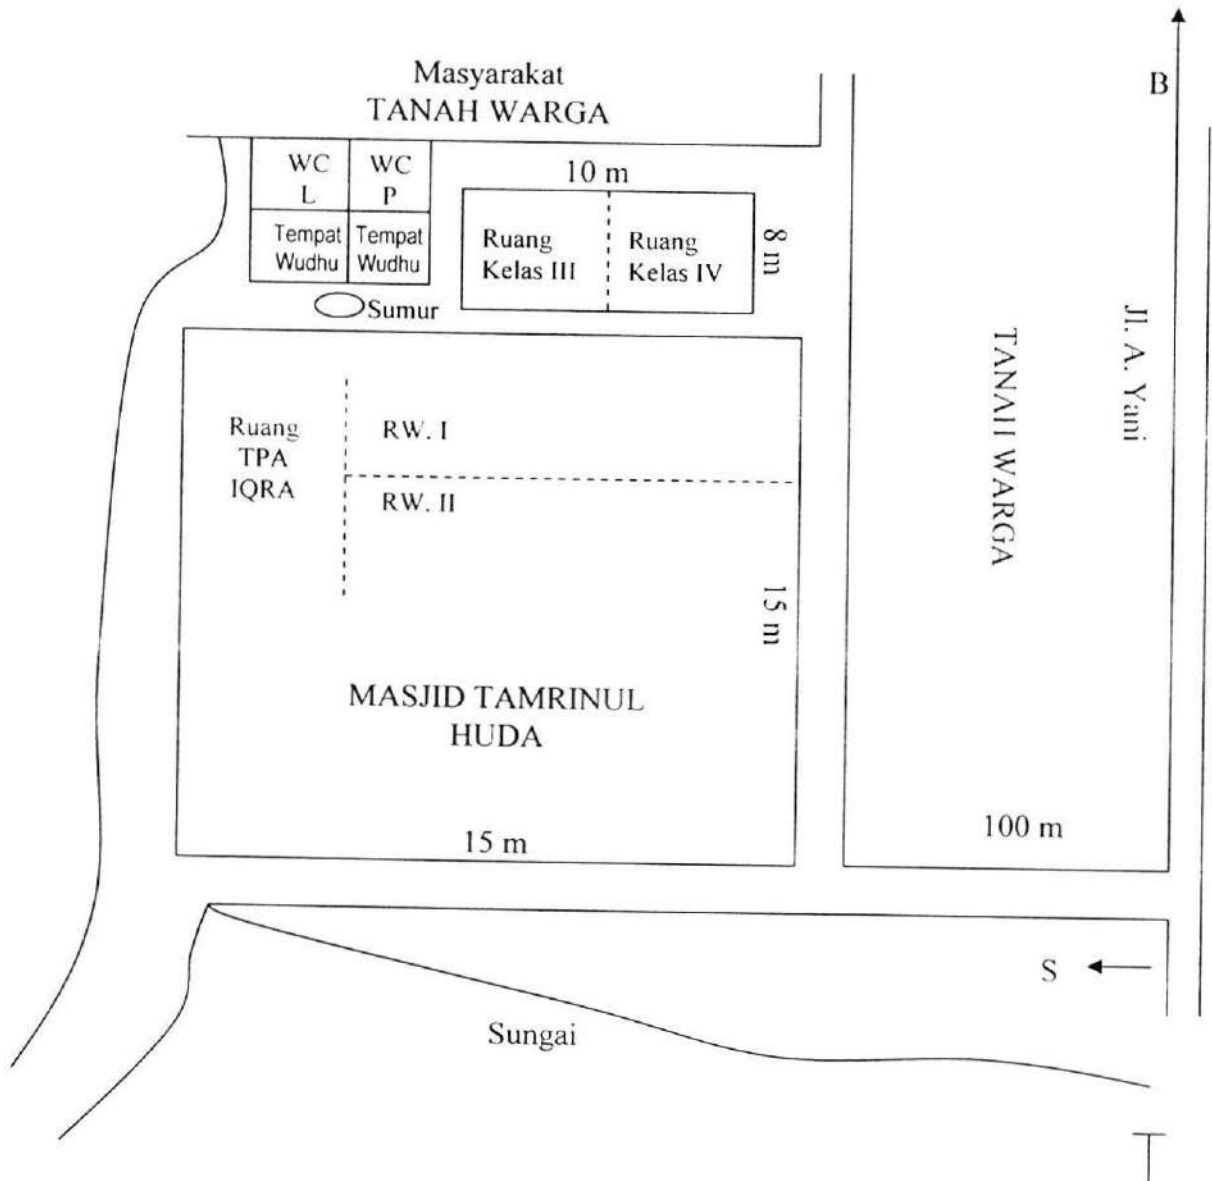 Masyarakat
TANAH WARGA
B
WC
L
WC
P
10 m
Tempat
Wudhu
Tempat
Wudhu
Ruang
Kelas III
Ruang
Kelas IV
8 m
Sumur
Jl. A. Yani
TANAH WARGA
Ruang
TPA
IQRA
RW. I
RW. II
15 m
MASJID TAMRINUL
HUDA
15 m
100 m
S
Sungai
T